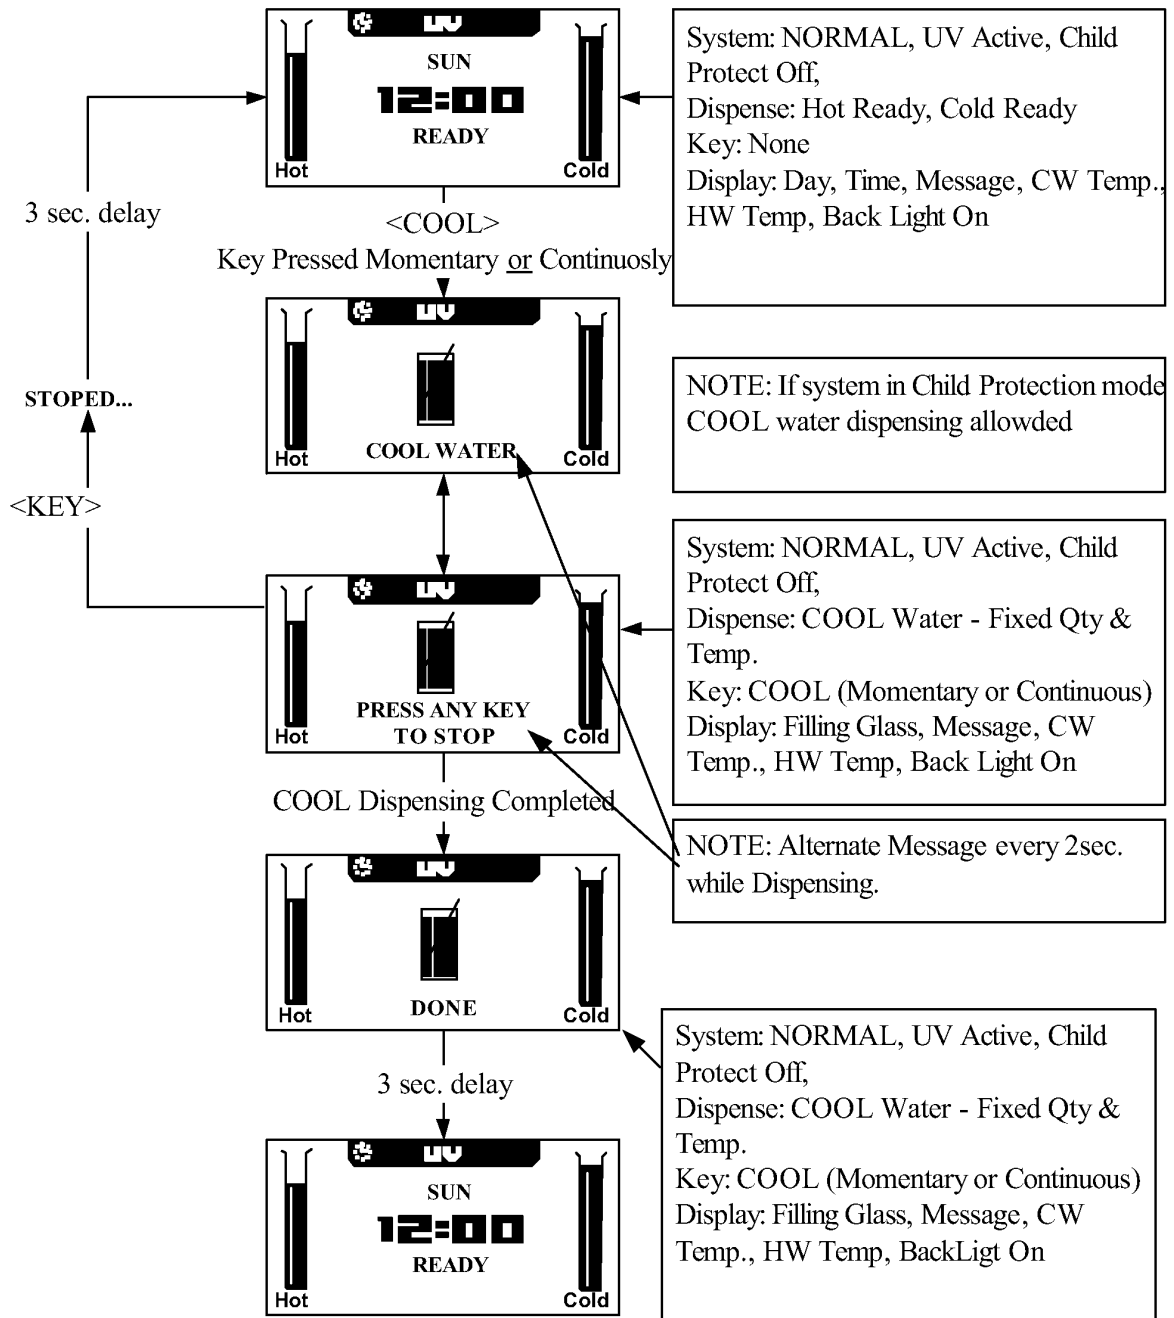 UV
SUN
12:00
READY
Hot
Cold
System: NORMAL, UV Active, Child
Protect Off,
Dispense: Hot Ready, Cold Ready
Key: None
Display: Day, Time, Message, CW Temp.,
HW Temp, Back Light On
3 sec. delay
<COOL>
Key Pressed Momentary or Continuosly
UV
COOL WATER
Hot
Cold
NOTE: If system in Child Protection mode
COOL water dispensing allowded
STOPED...
<KEY>
UV
PRESS ANY KEY
TO STOP
Hot
Cold
System: NORMAL, UV Active, Child
Protect Off,
Dispense: COOL Water - Fixed Qty &
Temp.
Key: COOL (Momentary or Continuous)
Display: Filling Glass, Message, CW
Temp., HW Temp, Back Light On
COOL Dispensing Completed
NOTE: Alternate Message every 2sec.
while Dispensing.
UV
DONE
Hot
Cold
System: NORMAL, UV Active, Child
Protect Off,
Dispense: COOL Water - Fixed Qty &
Temp.
Key: COOL (Momentary or Continuous)
Display: Filling Glass, Message, CW
Temp., HW Temp, BackLigt On
3 sec. delay
UV
SUN
12:00
READY
Hot
Cold